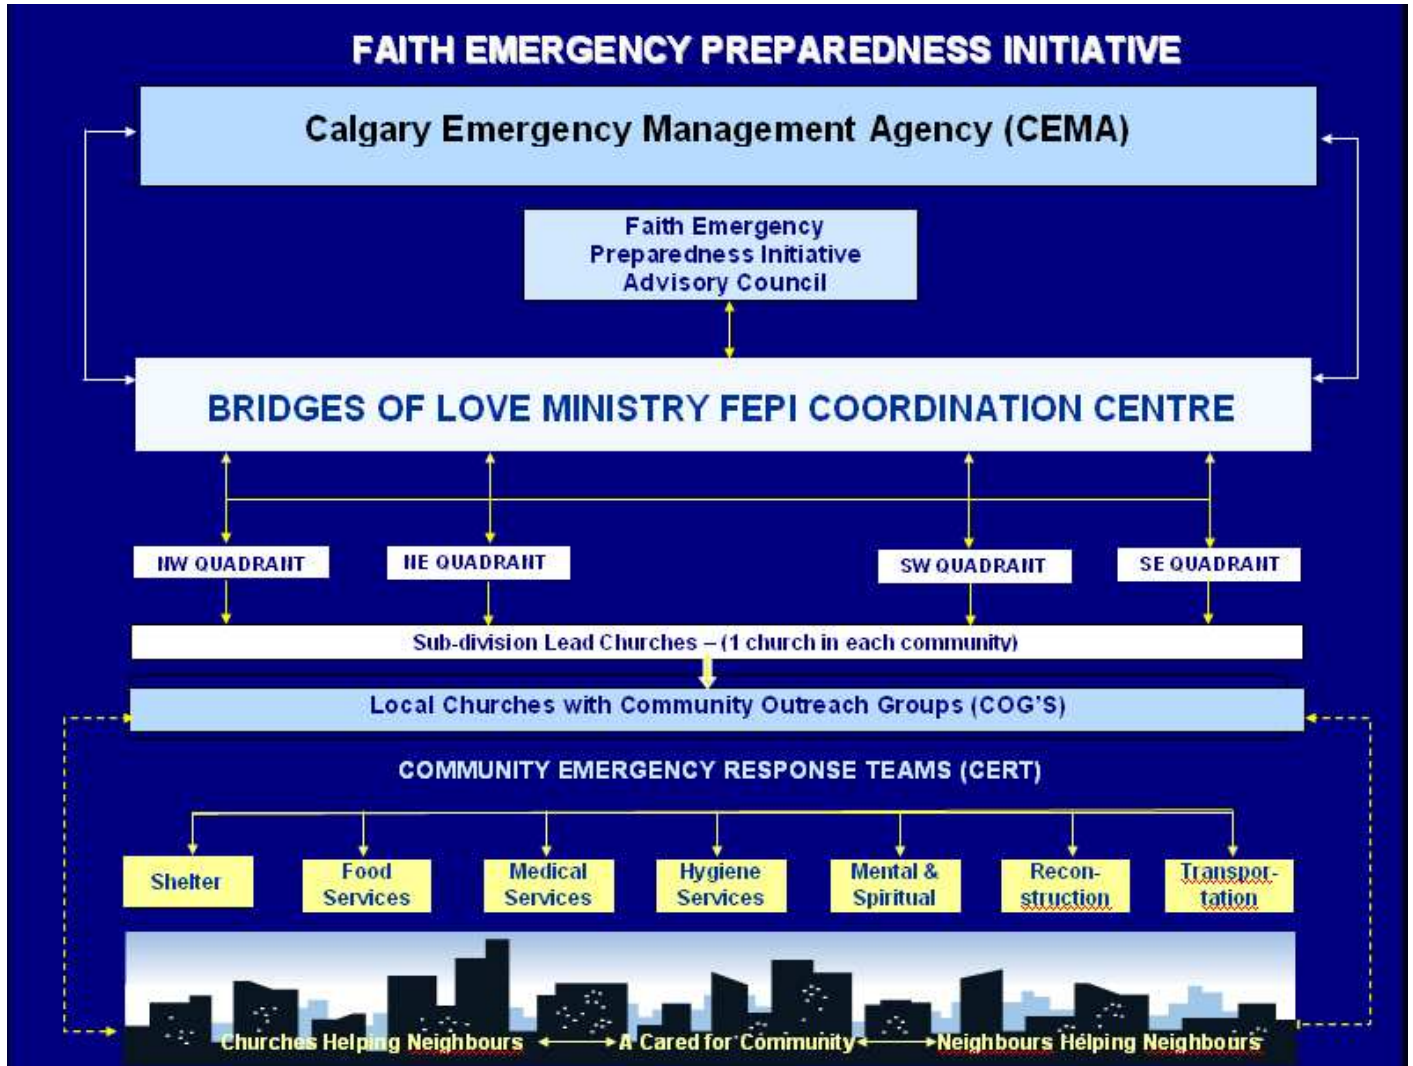 FAITH EMERGENCY PREPAREDNESS INITIATIVE
Calgary Emergency Management Agency (CEMA)
Faith Emergency
Preparedness Initiative
Advisory Council
BRIDGES OF LOVE MINISTRY FEPI COORDINATION CENTRE
NW QUADRANT
NE QUADRANT
SW QUADRANT
SE QUADRANT
Sub-division Lead Churches – (1 church in each community)
Local Churches with Community Outreach Groups (COG'S)
COMMUNITY EMERGENCY RESPONSE TEAMS (CERT)
Shelter
Food
Services
Medical
Services
Hygiene
Services
Mental &
Spiritual
Recon-
struction
Transpor-
tation
Churches Helping Neighbours
A Cared for Community
Neighbours Helping Neighbours